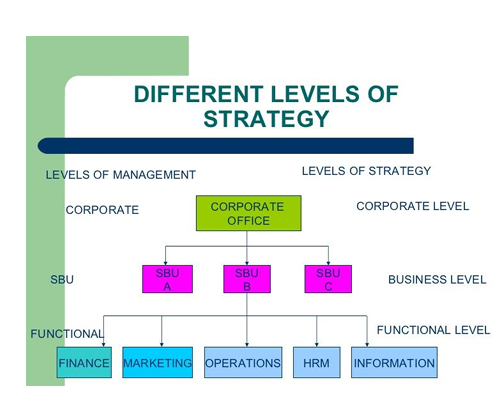 DIFFERENT LEVELS OF
STRATEGY
LEVELS OF MANAGEMENT
LEVELS OF STRATEGY
CORPORATE
CORPORATE
OFFICE
CORPORATE LEVEL
SBU
SBU
A
SBU
B
SBU
C
BUSINESS LEVEL
FUNCTIONAL
FUNCTIONAL LEVEL
FINANCE
MARKETING
OPERATIONS
HRM
INFORMATION